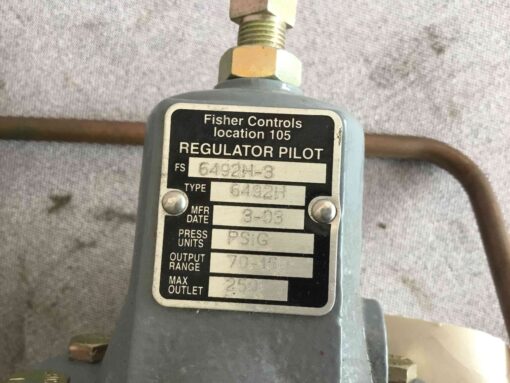 Fisher Controls
location 105
REGULATOR PILOT
FS 6492H-3
TYPE 6492H
MFR DATE 3-03
PRESS UNITS PSIG
OUTPUT RANGE
MAX OUTLET 250